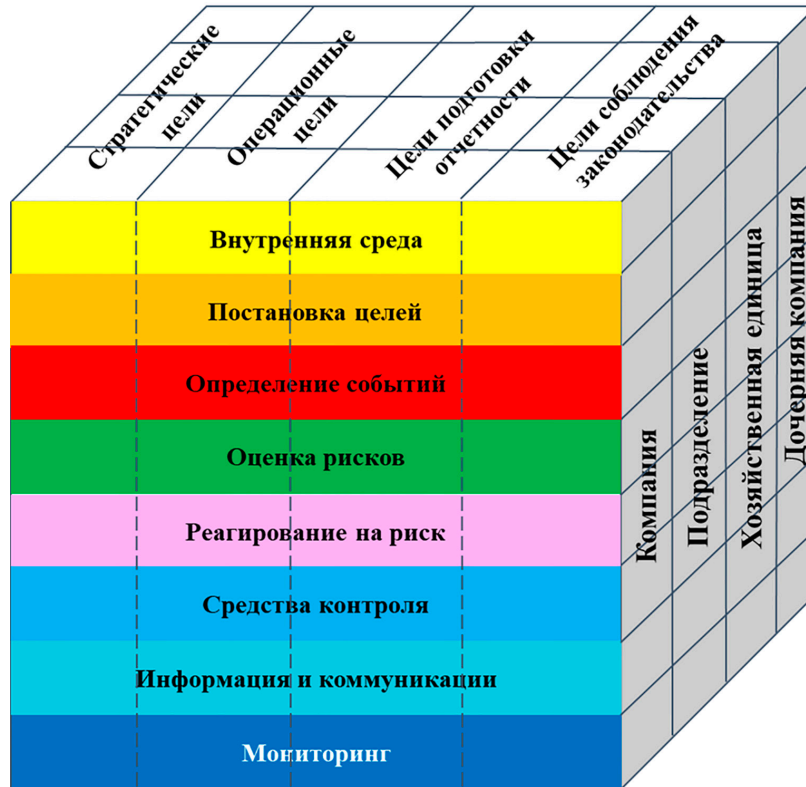 Стратегические
цели
Операционные
цели
Цели подготовки
отчетности
Цели соблюдения
законодательства
Внутренняя среда
Постановка целей
Определение событий
Оценка рисков
Реагирование на риск
Средства контроля
Информация и коммуникации
Мониторинг
Компания
Подразделение
Хозяйственная единица
Дочерняя компания